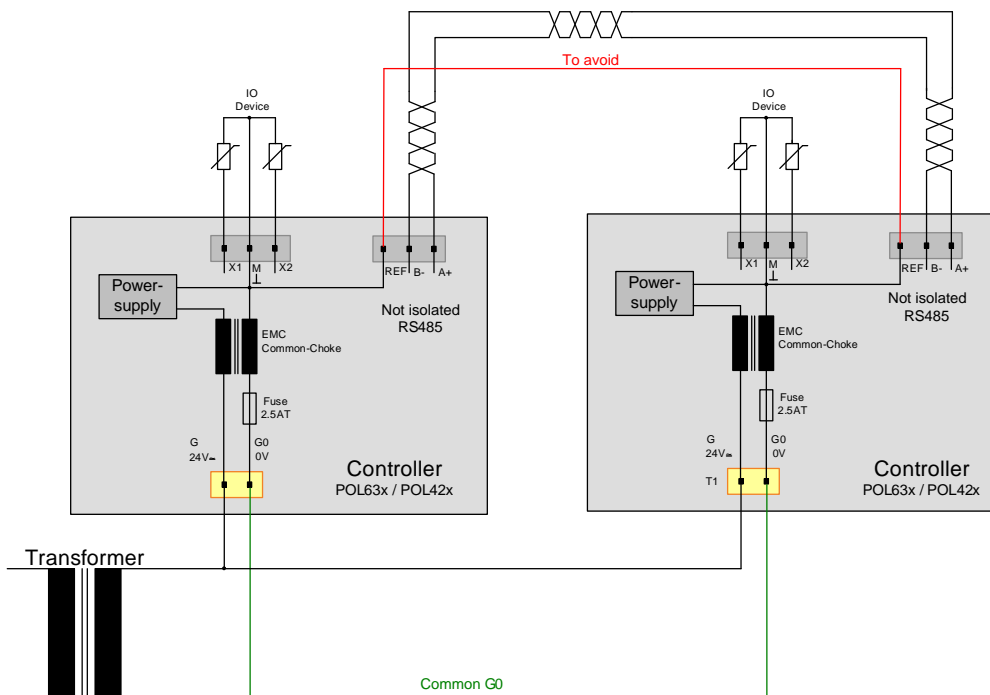 To avoid
IO
Device
IO
Device
X1
M
X2
REF
B-
A+
X1
M
X2
REF
B-
A+
Power-
supply
Not isolated
RS485
Power-
supply
Not isolated
RS485
EMC
Common-Choke
EMC
Common-Choke
Fuse
2.5AT
Fuse
2.5AT
G
24V
G0
0V
G
24V
G0
0V
Controller
POL63x / POL42x
T1
Controller
POL63x / POL42x
Transformer
Common G0